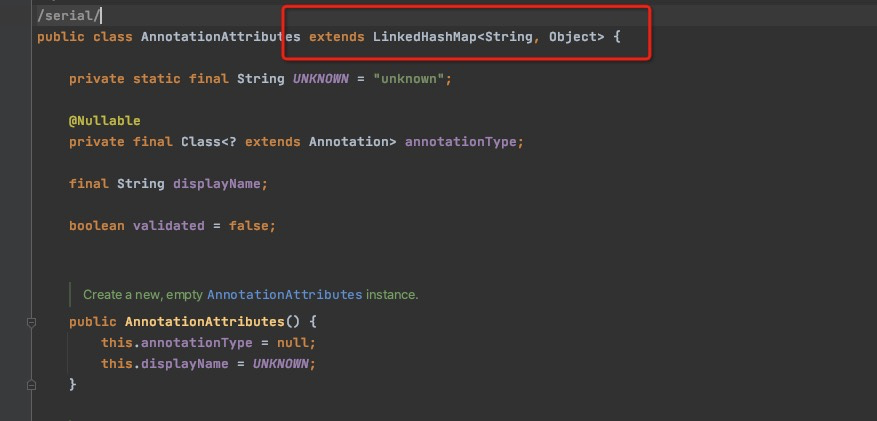 /serial/
public class AnnotationAttributes extends LinkedHashMap<String, Object> {
private static final String UNKNOWN = "unknown";
@Nullable
private final Class<? extends Annotation> annotationType;
final String displayName;
boolean validated = false;
Create a new, empty AnnotationAttributes instance.
public AnnotationAttributes() {
this.annotationType = null;
this.displayName = UNKNOWN;
}